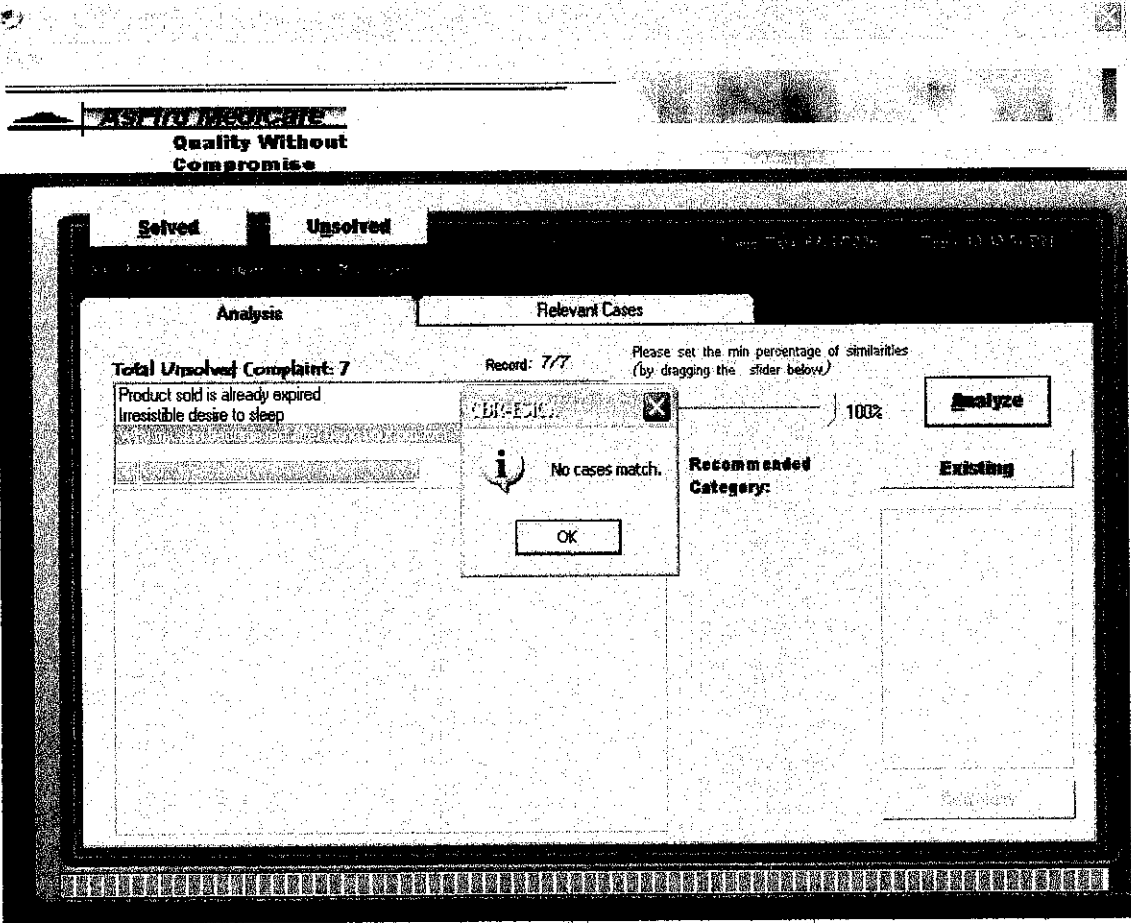 AsPira Medicare
Quality Without
Compromise
Solved
Unsolved
Analysis
Relevant Cases
Total Unsolved Complaint: 7
Record: 7/7
Please set the min percentage of similarities
(by dragging the slider below)
Product sold is already expired
Irresistible desire to sleep
100%
Analyze
No cases match.
OK
Recommended
Category:
Existing